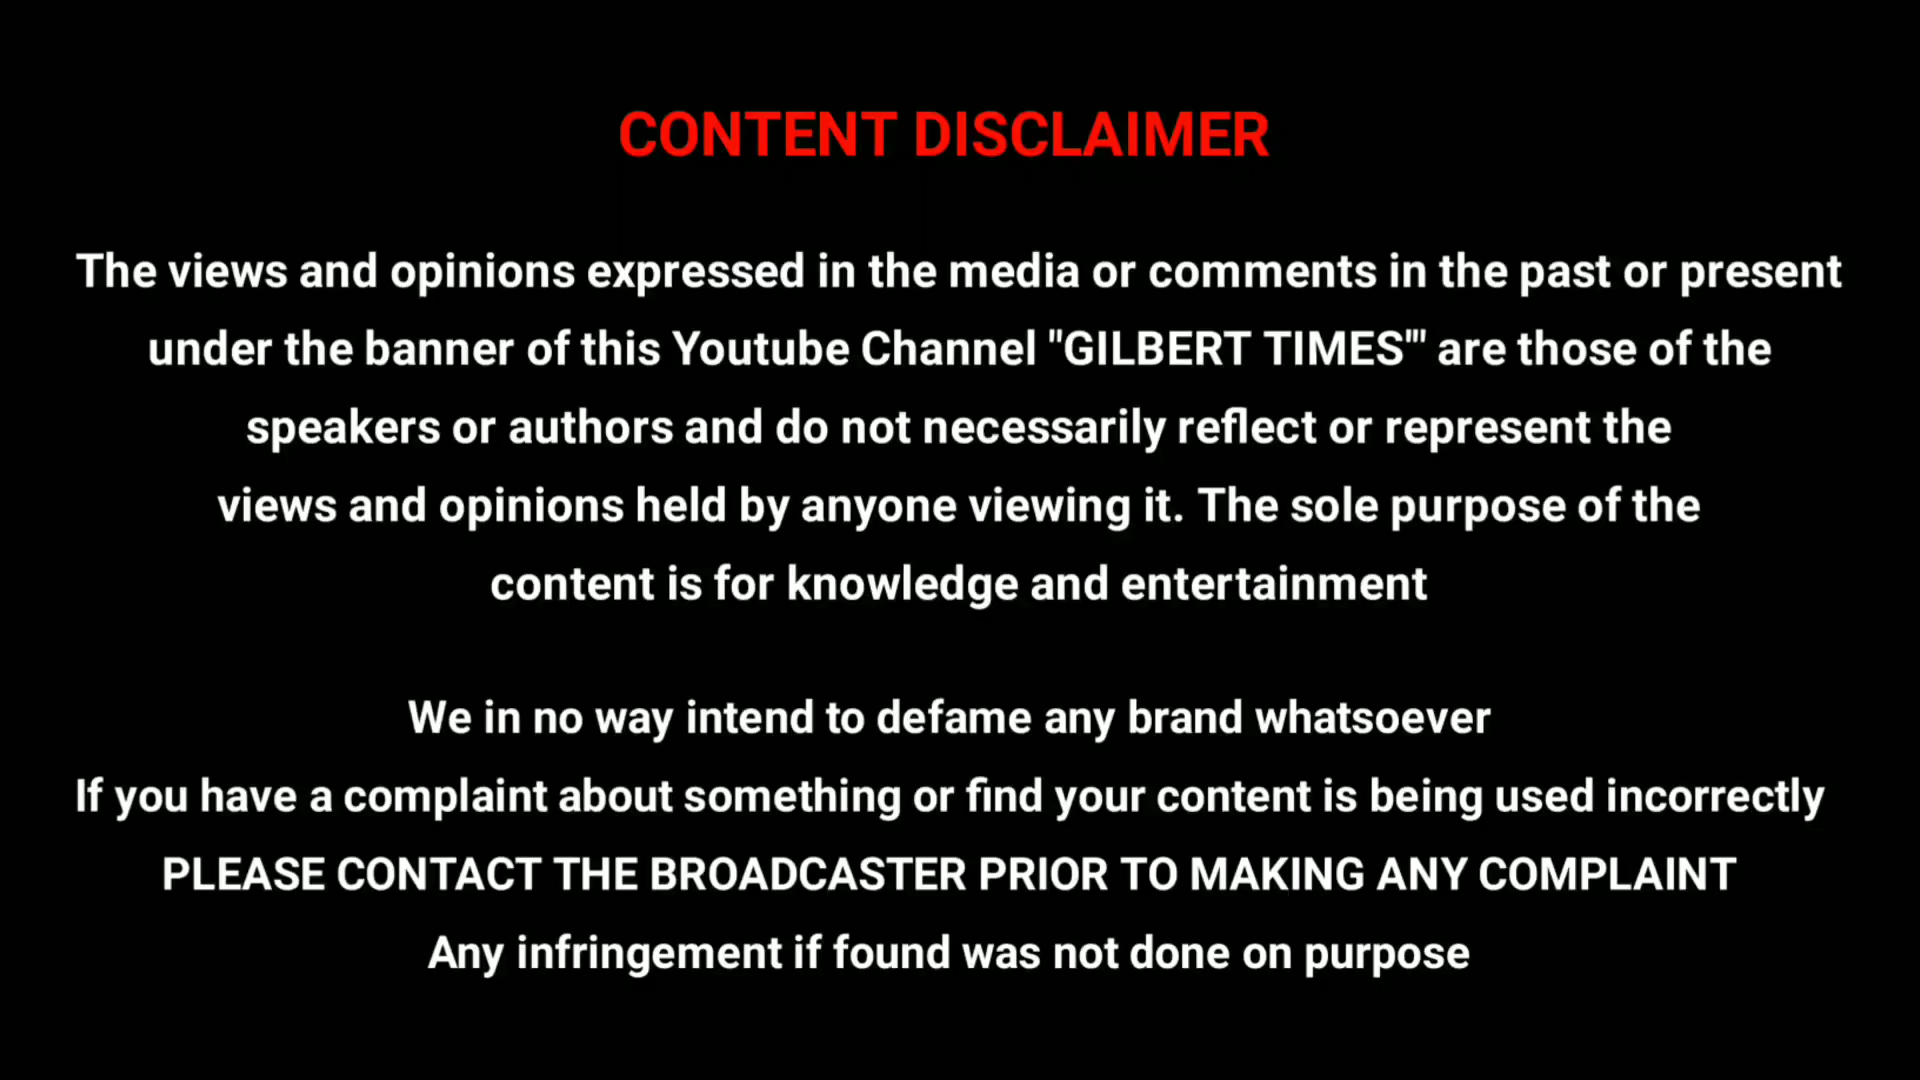 CONTENT DISCLAIMER
The views and opinions expressed in the media or comments in the past or present
under the banner of this Youtube Channel "GILBERT TIMES'" are those of the
speakers or authors and do not necessarily reflect or represent the
views and opinions held by anyone viewing it. The sole purpose of the
content is for knowledge and entertainment
We in no way intend to defame any brand whatsoever
If you have a complaint about something or find your content is being used incorrectly
PLEASE CONTACT THE BROADCASTER PRIOR TO MAKING ANY COMPLAINT
Any infringement if found was not done on purpose